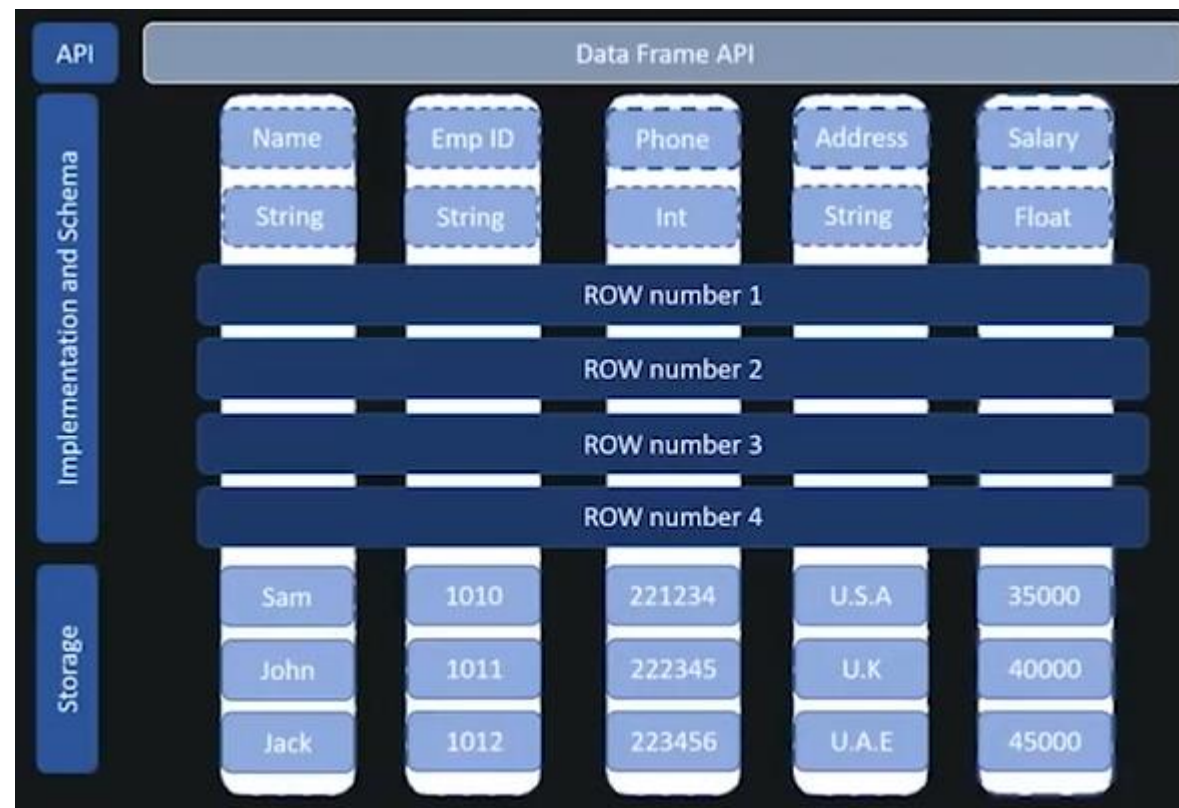 API
Data Frame API
Implementation and Schema
Name Emp ID Phone Address Salary
String String Int String Float
ROW number 1
ROW number 2
ROW number 3
ROW number 4
Storage
Sam 1010 221234 U.S.A 35000
John 1011 222345 U.K 40000
Jack 1012 223456 U.A.E 45000